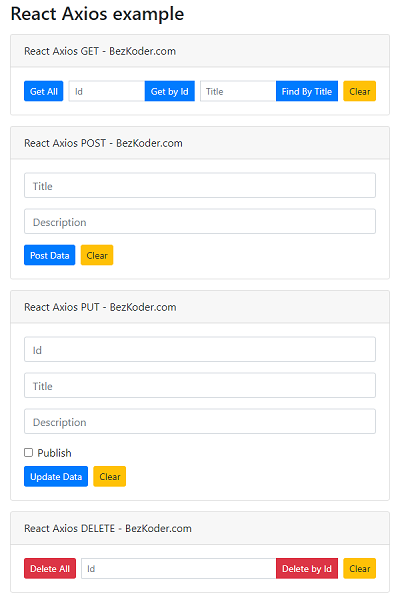 React Axios example
React Axios GET - BezKoder.com
Get All Id Get by Id Title Find By Title Clear
React Axios POST - BezKoder.com
Title
Description
Post Data Clear
React Axios PUT - BezKoder.com
Id
Title
Description
Publish
Update Data Clear
React Axios DELETE - BezKoder.com
Delete All Id Delete by Id Clear